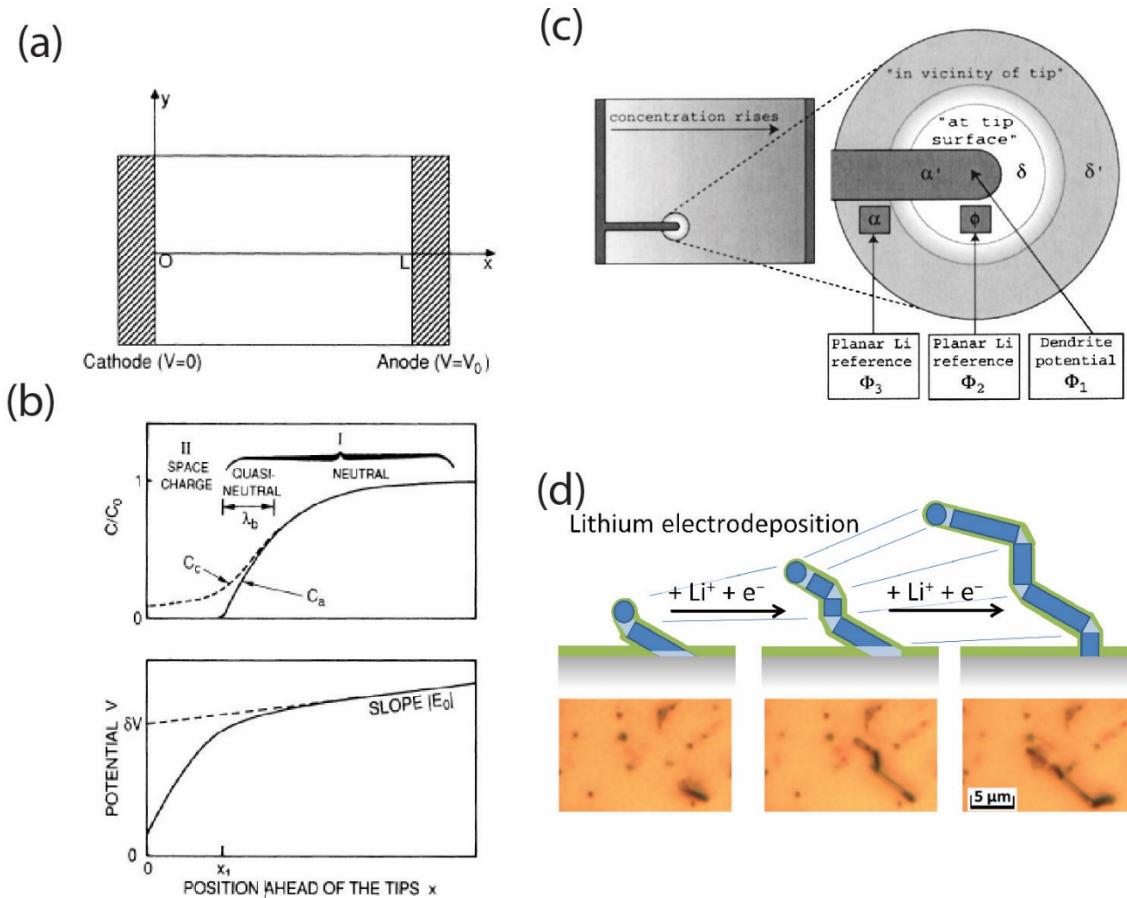 (a)
y
O
L
x
Cathode (V=0)
Anode (V=V₀)
(b)
II
SPACE
CHARGE
I
QUASI-
NEUTRAL
NEUTRAL
λb
1
C/C₀
Cc
Ca
0
POTENTIAL V
δV
SLOPE |E₀|
0
0
x₁
POSITION AHEAD OF THE TIPS x
(c)
concentration rises
"in vicinity of tip"
"at tip
surface"
α'
δ
δ'
α
ϕ
Planar Li
reference
Φ₃
Planar Li
reference
Φ₂
Dendrite
potential
Φ₁
(d)
Lithium electrodeposition
+ Li⁺ + e⁻
+ Li⁺ + e⁻
5 µm